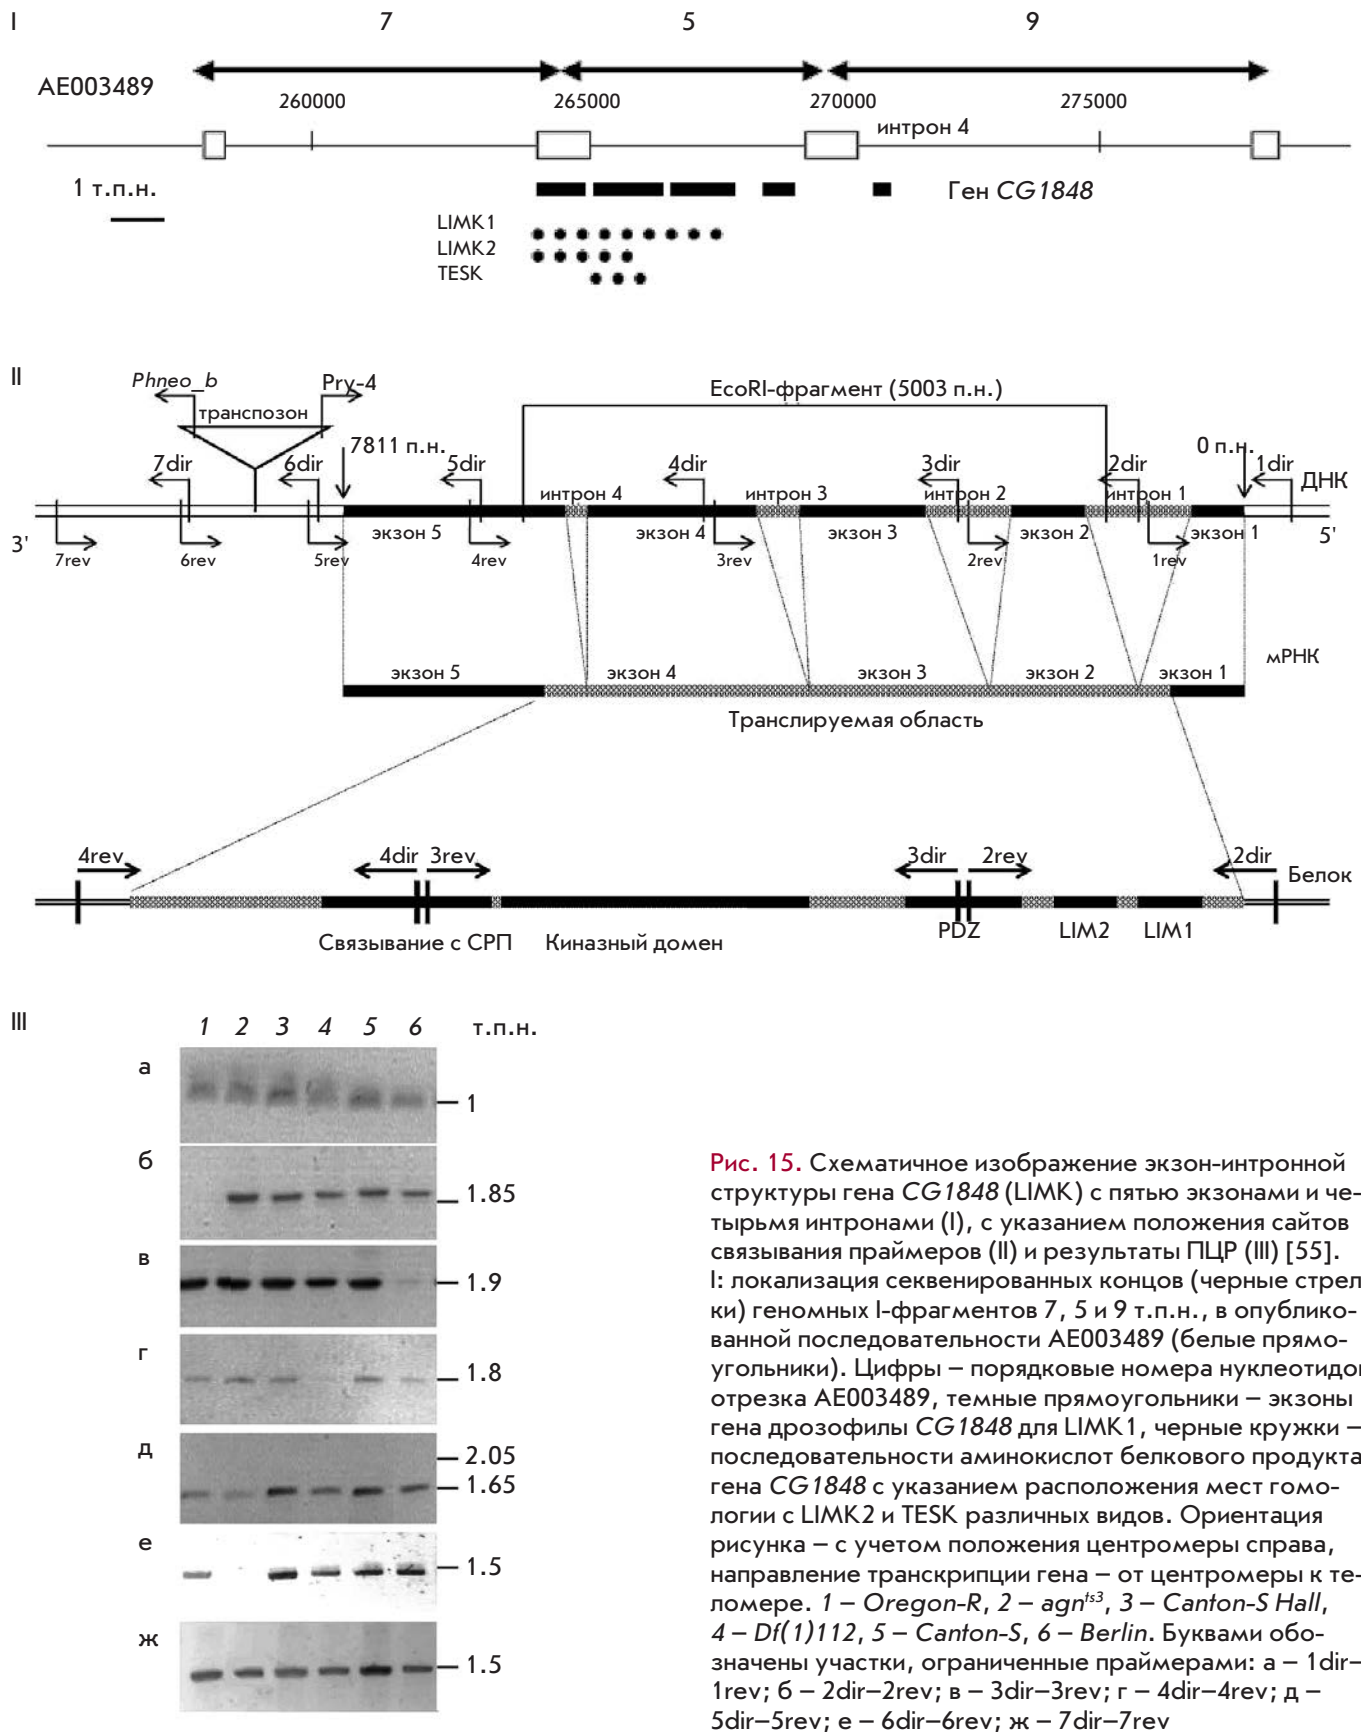 I
7 5 9
AE003489
260000 265000 270000 275000
интрон 4
1 т.п.н.
Ген CG1848
LIMK1
LIMK2
TESK
II
Phneo_b Pry-4
EcoRI-фрагмент (5003 п.н.)
транспозон
7811 п.н. 0 п.н.
7dir 6dir 5dir 4dir 3dir 2dir 1dir
ДНК
интрон 4 интрон 3 интрон 2 интрон 1
3' экзон 5 экзон 4 экзон 3 экзон 2 экзон 1 5'
7rev 6rev 5rev 4rev 3rev 2rev 1rev
мРНК
экзон 5 экзон 4 экзон 3 экзон 2 экзон 1
Транслируемая область
4rev 4dir 3rev 3dir 2rev 2dir
Белок
Связывание с СРП Киназный домен PDZ LIM2 LIM1
III
1 2 3 4 5 6 т.п.н.
а
1
б
1.85
в
1.9
г
1.8
д
2.05
1.65
е
1.5
ж
1.5
Рис. 15. Схематичное изображение экзон-интронной
структуры гена CG1848 (LIMK) с пятью экзонами и че-
тырьмя интронами (I), с указанием положения сайтов
связывания праймеров (II) и результаты ПЦР (III) [55].
I: локализация секвенированных концов (черные стрел
ки) геномных I-фрагментов 7, 5 и 9 т.п.н., в опублико-
ванной последовательности AE003489 (белые прямо-
угольники). Цифры – порядковые номера нуклеотидо
отрезка AE003489, темные прямоугольники – экзоны
гена дрозофилы CG1848 для LIMK1, черные кружки –
последовательности аминокислот белкового продукта
гена CG1848 с указанием расположения мест гомо-
логии с LIMK2 и TESK различных видов. Ориентация
рисунка – с учетом положения центромеры справа,
направление транскрипции гена – от центромеры к те-
ломере. 1 – Oregon-R, 2 – agnts3, 3 – Canton-S Hall,
4 – Df(1)112, 5 – Canton-S, 6 – Berlin. Буквами обо-
значены участки, ограниченные праймерами: а – 1dir–
1rev; б – 2dir–2rev; в – 3dir–3rev; г – 4dir–4rev; д –
5dir–5rev; е – 6dir–6rev; ж – 7dir–7rev